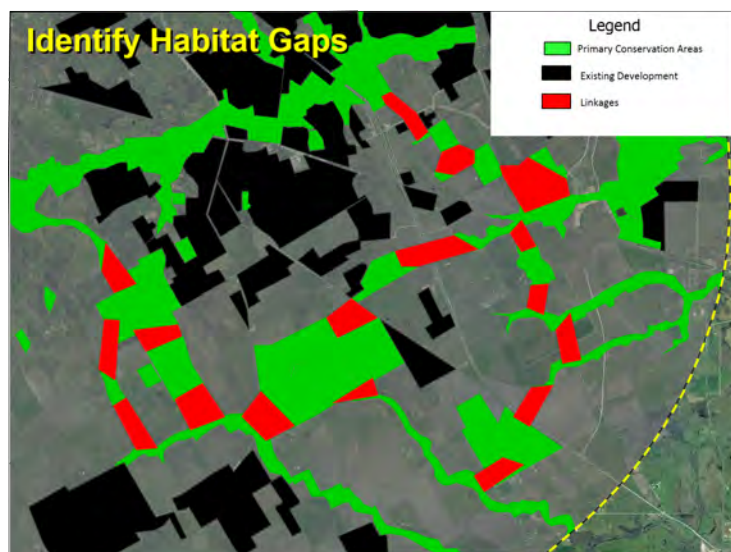 Identify Habitat Gaps
Legend
Primary Conservation Areas
Existing Development
Linkages